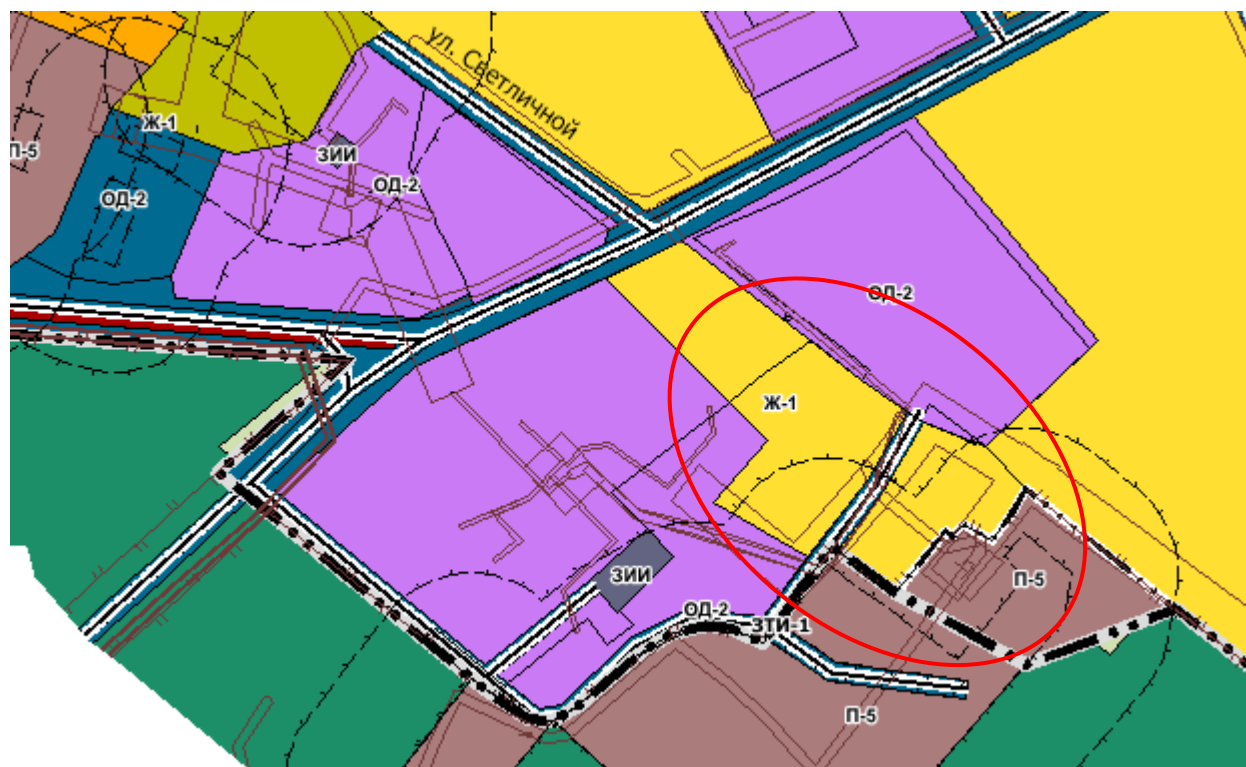 ул. Светличной
Ж-1
П-5
ЗИИ
ОД-2
ОД-2
ОД-2
Ж-1
ЗИИ
П-5
ОД-2
ЗТИ-1
П-5